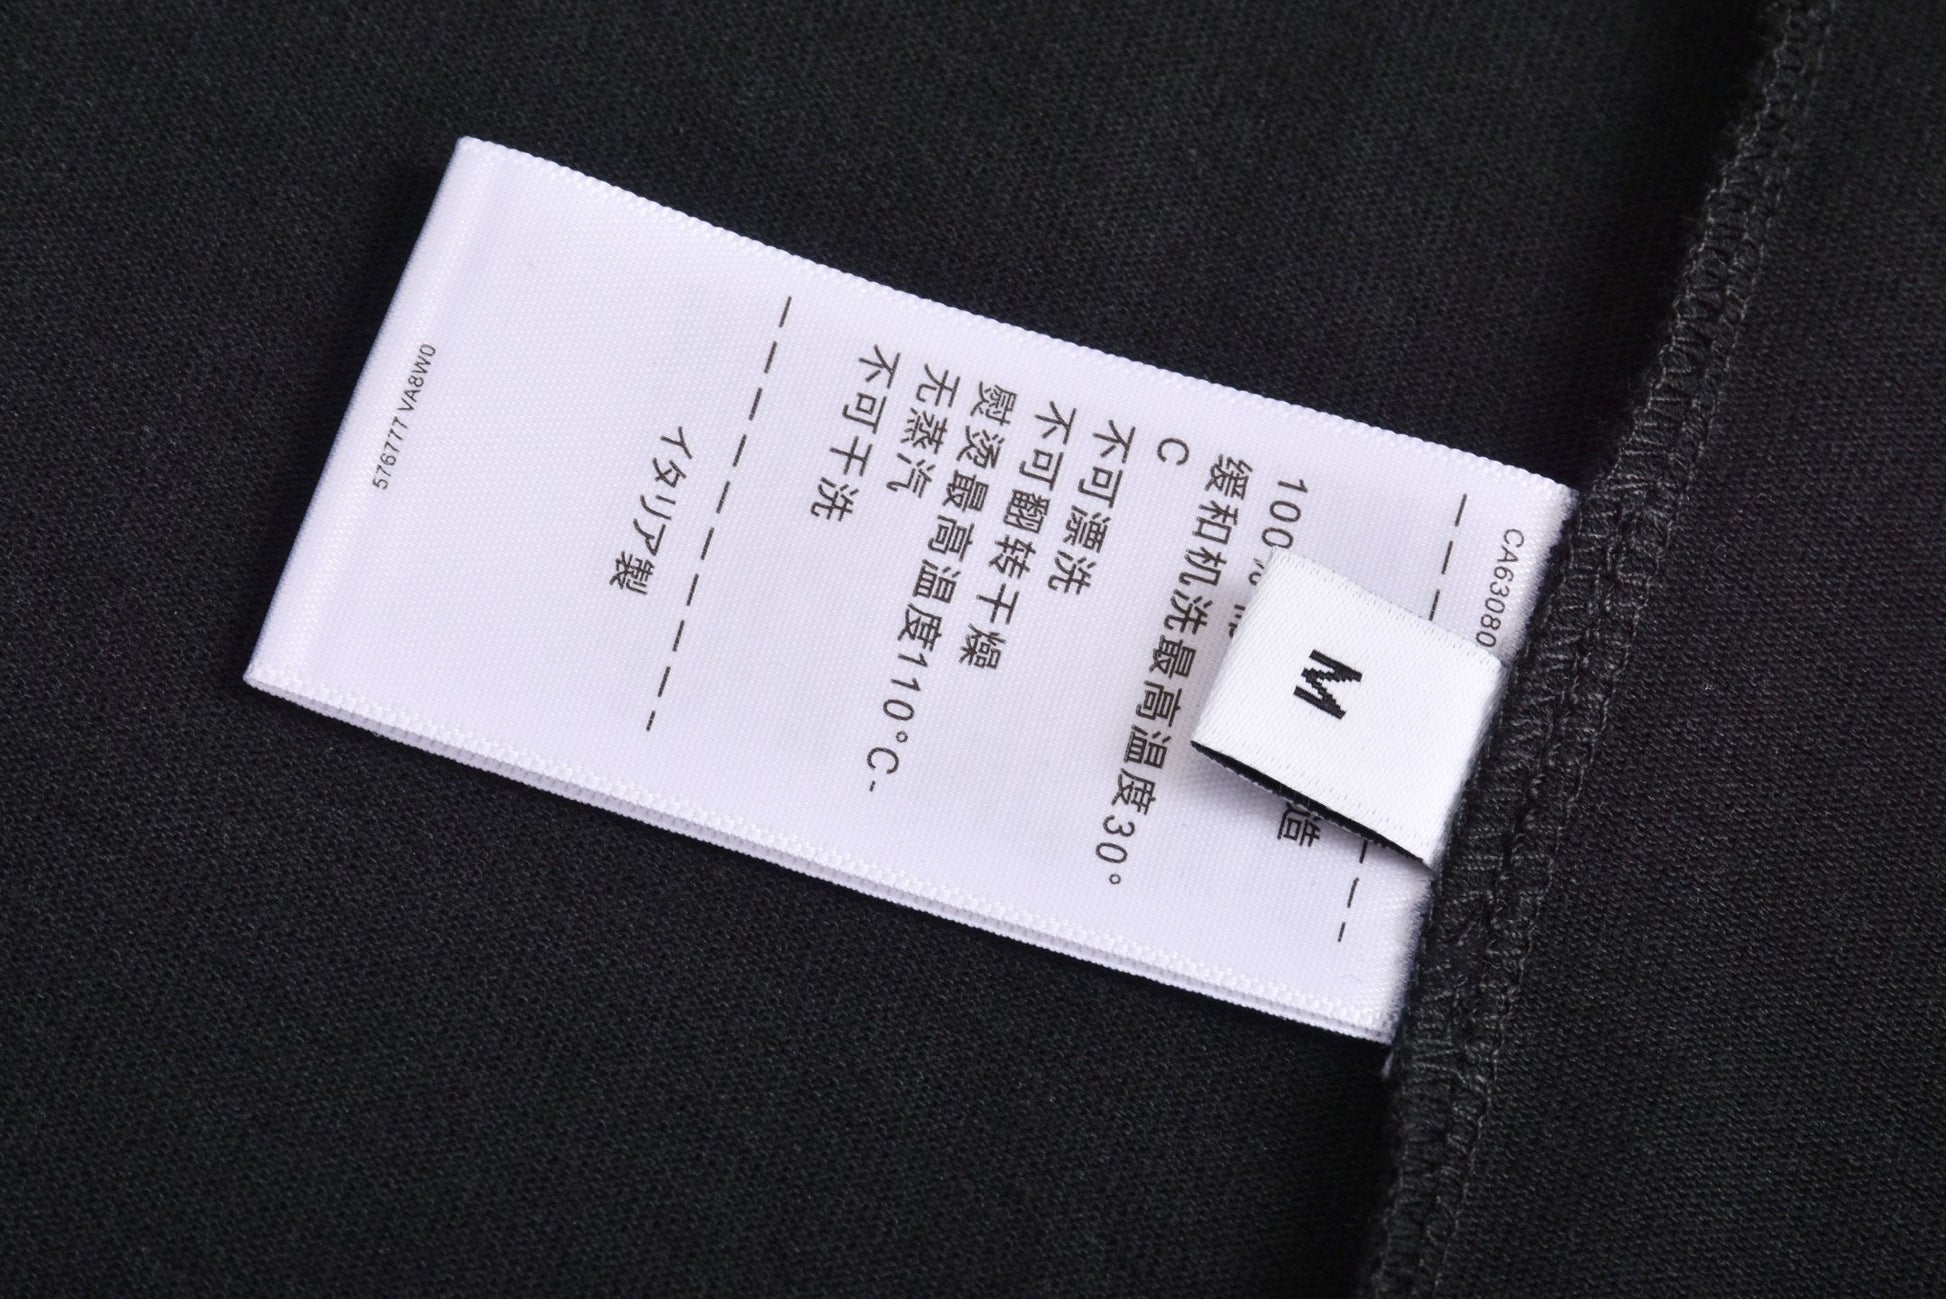 CA63080
M
100%
造
缓和机洗最高温度30°
C
不可漂洗
不可翻转干燥
熨烫最高温度110°C-
无蒸汽
不可干洗
イタリア製
576777 VA8W0